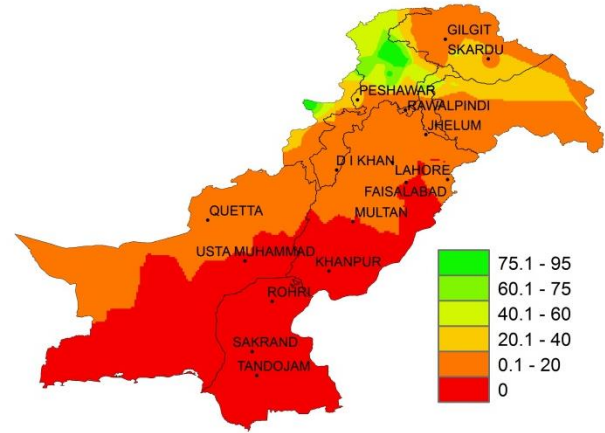 GILGIT
SKARDU
PESHAWAR
RAWALPINDI
JHELUM
D I KHAN
LAHORE
FAISALABAD
QUETTA
MULTAN
USTA MUHAMMAD
KHANPUR
ROHRI
SAKRAND
TANDOJAM
75.1 - 95
60.1 - 75
40.1 - 60
20.1 - 40
0.1 - 20
0